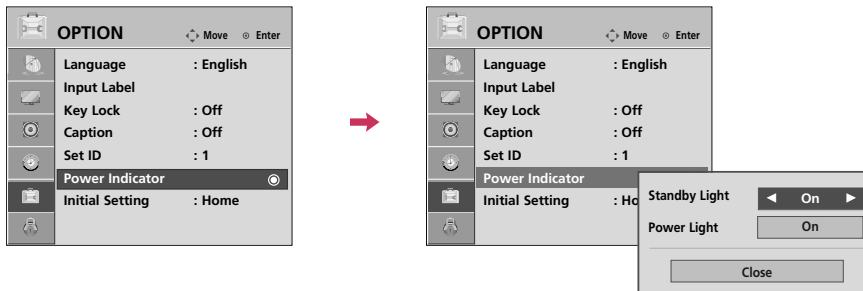 OPTION Move Enter
Language : English
Input Label
Key Lock : Off
Caption : Off
Set ID : 1
Power Indicator
Initial Setting : Home
OPTION Move Enter
Language : English
Input Label
Key Lock : Off
Caption : Off
Set ID : 1
Power Indicator
Initial Setting : Ho
Standby Light ◄ On ►
Power Light On
Close